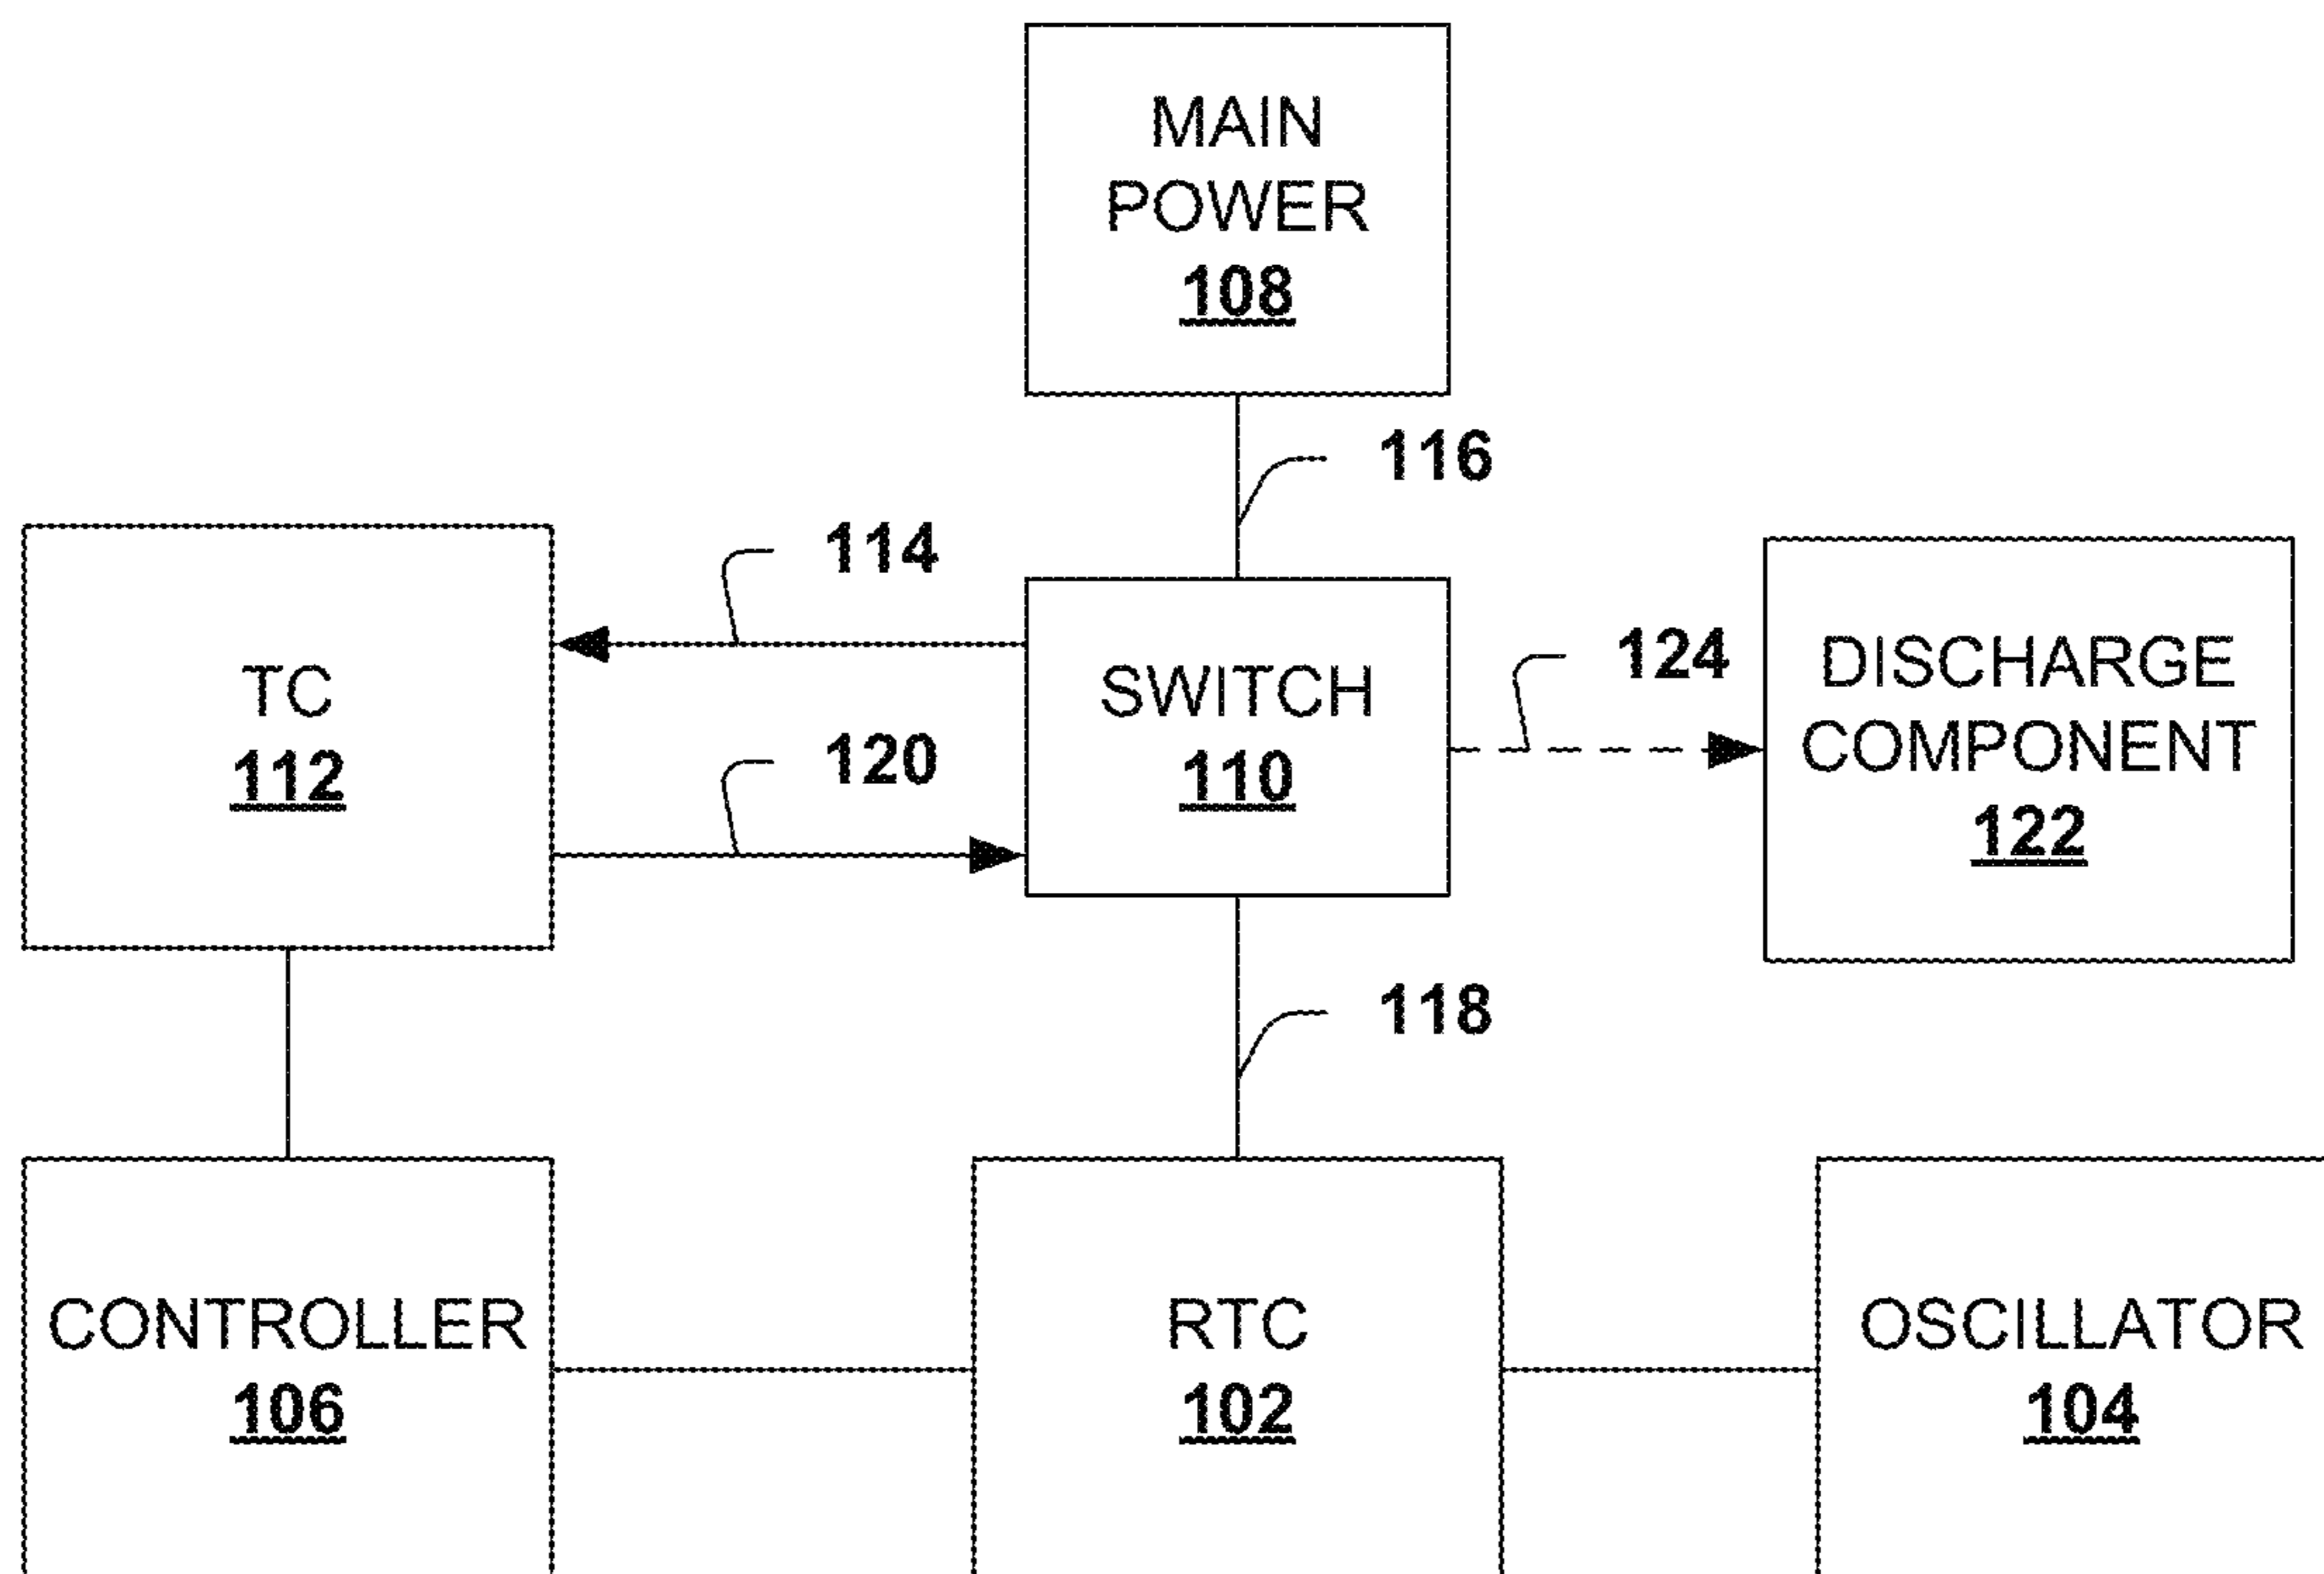 MAIN
POWER
108
116
114
TC
112
120
SWITCH
110
124
DISCHARGE
COMPONENT
122
118
CONTROLLER
106
RTC
102
OSCILLATOR
104